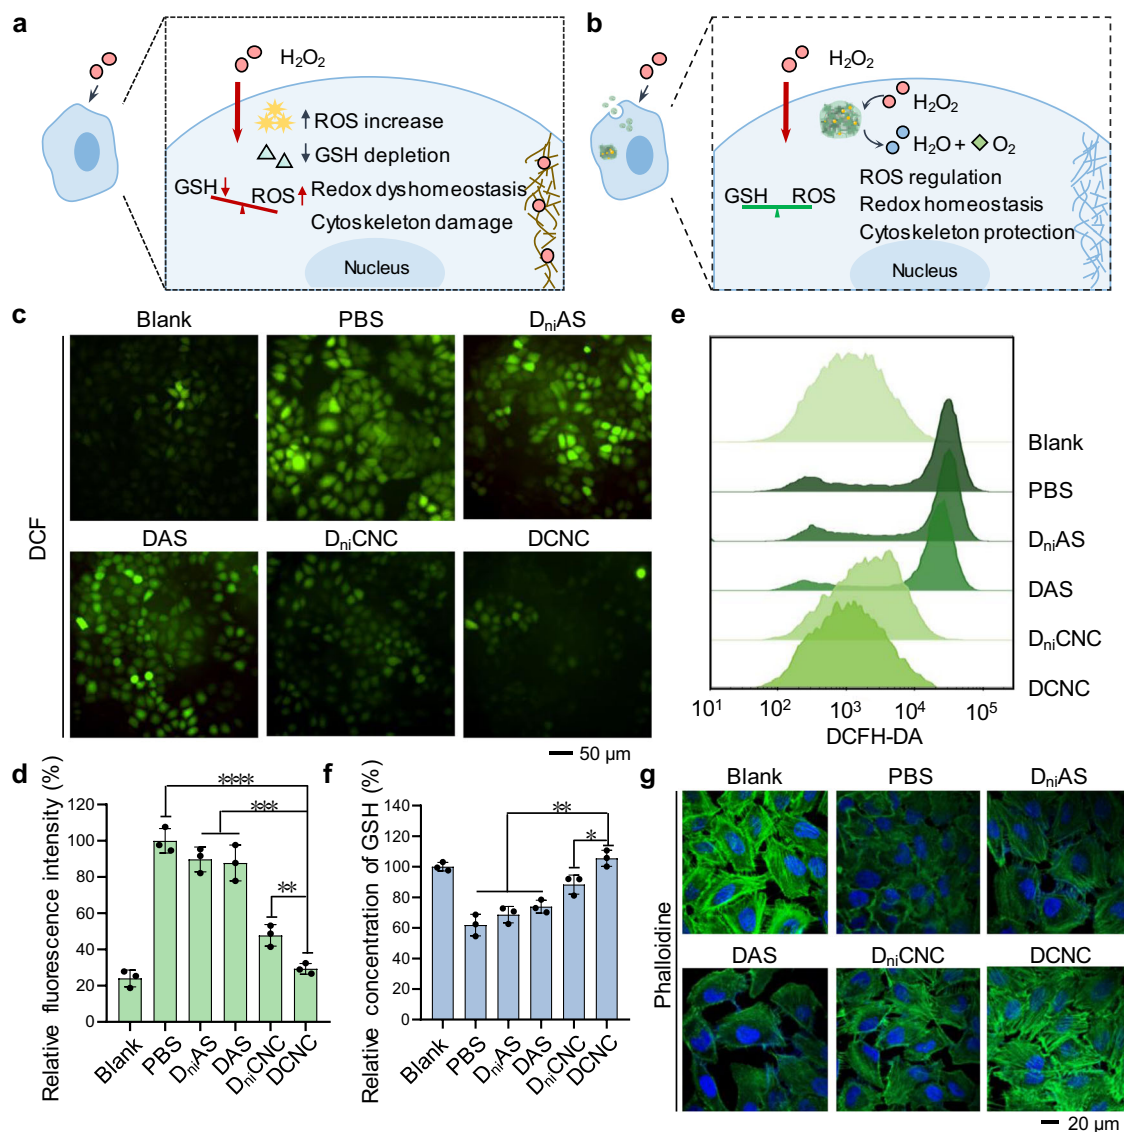 a
H₂O₂
ROS increase
GSH depletion
GSH
ROS
Redox dyshomeostasis
Cytoskeleton damage
Nucleus
b
H₂O₂
H₂O₂
H₂O + O₂
ROS regulation
GSH ROS
Redox homeostasis
Cytoskeleton protection
Nucleus
c
Blank PBS DniAS
DCF
DAS DniCNC DCNC
50 µm
e
Blank
PBS
DniAS
DAS
DniCNC
DCNC
10¹ 10² 10³ 10⁴ 10⁵
DCFH-DA
d
Relative fluorescence intensity (%)
120
100
80
60
40
20
0
****
***
**
Blank PBS DniAS DAS DniCNC DCNC
f
Relative concentration of GSH (%)
140
120
100
80
60
40
20
0
**
*
Blank PBS DniAS DAS DniCNC DCNC
g
Blank PBS DniAS
Phalloidine
DAS DniCNC DCNC
20 µm